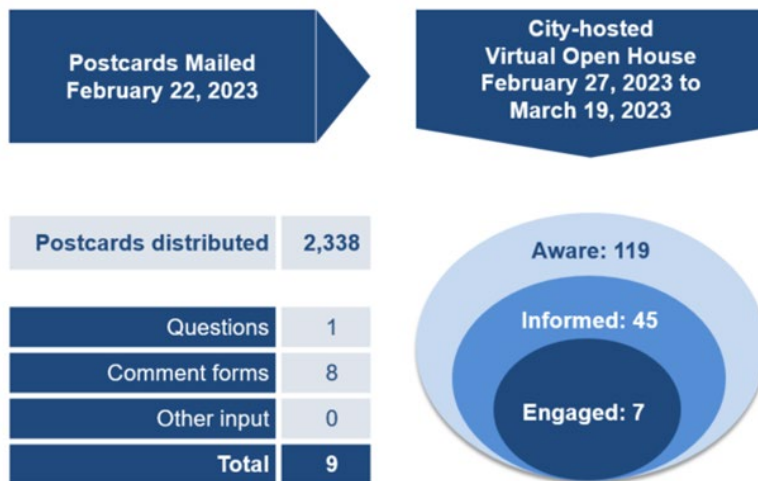 Postcards Mailed
February 22, 2023
City-hosted
Virtual Open House
February 27, 2023 to
March 19, 2023
Postcards distributed 2,338
Questions 1
Comment forms 8
Other input 0
Total 9
Aware: 119
Informed: 45
Engaged: 7